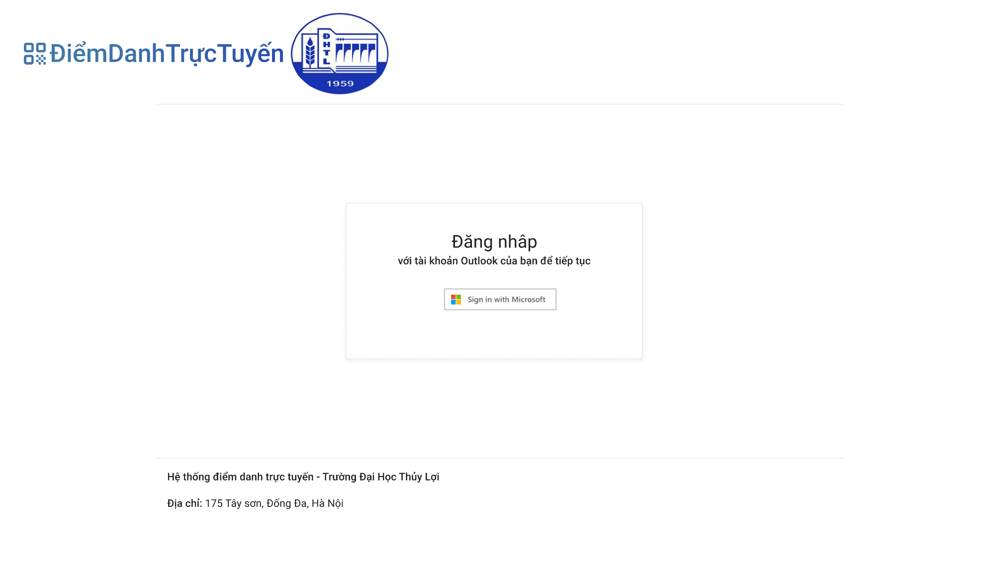 ĐiểmDanhTrựcTuyến
ĐHTL
1959
Đăng nhâp
với tài khoản Outlook của bạn để tiếp tục
Sign in with Microsoft
Hệ thống điểm danh trực tuyến - Trường Đại Học Thủy Lợi
Địa chỉ: 175 Tây sơn, Đống Đa, Hà Nội